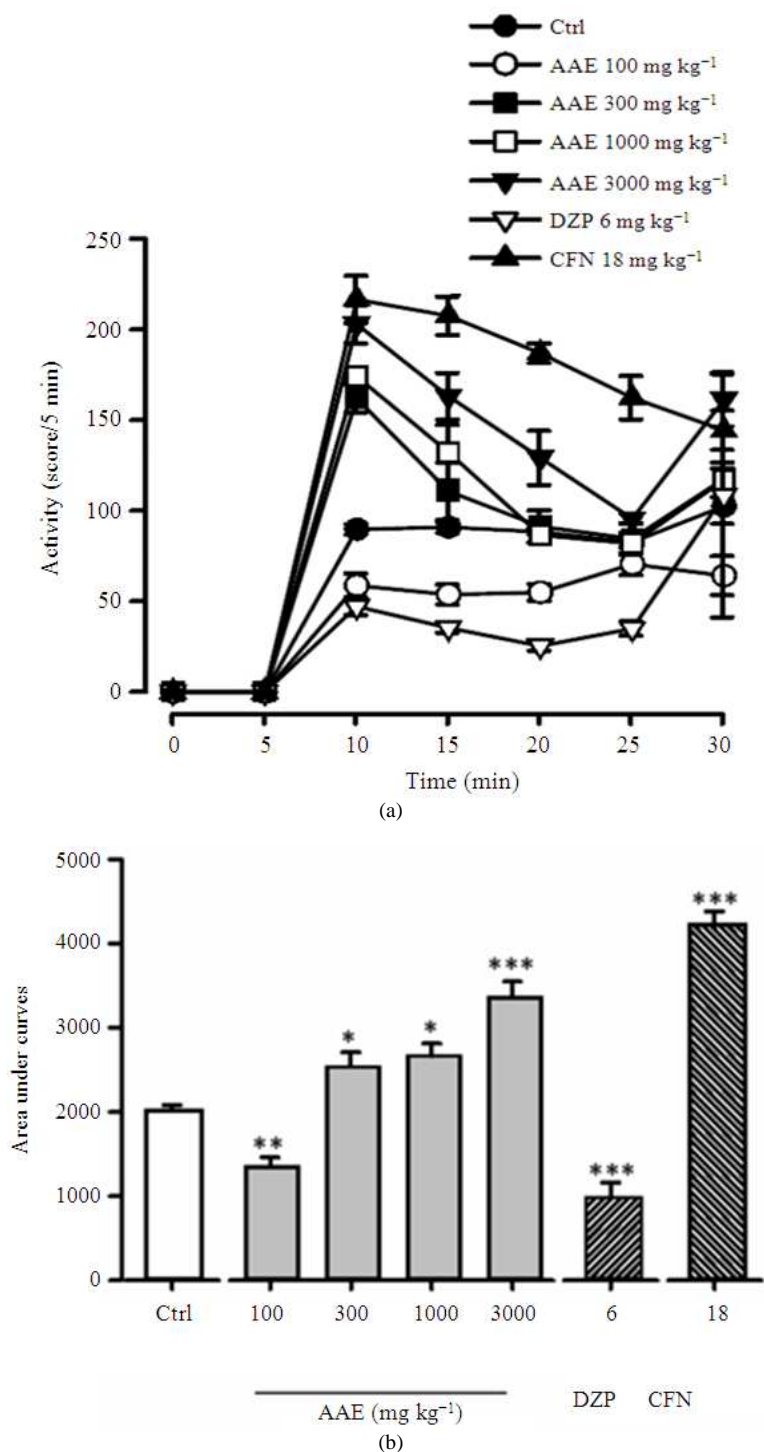 Ctrl
AAE 100 mg kg⁻¹
AAE 300 mg kg⁻¹
AAE 1000 mg kg⁻¹
AAE 3000 mg kg⁻¹
DZP 6 mg kg⁻¹
CFN 18 mg kg⁻¹
250
200
150
100
50
0
Activity (score/5 min)
0 5 10 15 20 25 30
Time (min)
(a)
5000
4000
3000
2000
1000
0
Area under curves
** * * *** *** ***
Ctrl 100 300 1000 3000 6 18
DZP CFN
AAE (mg kg⁻¹)
(b)